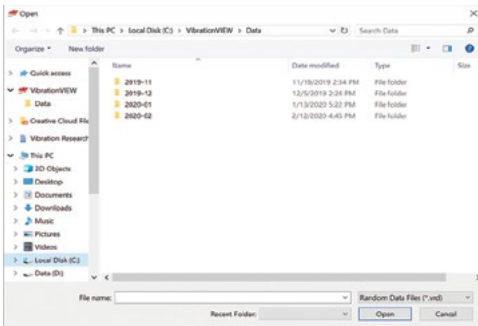 Open
This PC > Local Disk (C:) > VibrationVIEW > Data
Search Data
Organize
New folder
Name
Date modified
Type
Size
2019-11 11/18/2019 2:34 PM File folder
2019-12 12/5/2019 2:24 PM File folder
2020-01 1/13/2020 5:22 PM File folder
2020-02 2/12/2020 4:45 PM File folder
Quick access
VibrationVIEW
Data
Creative Cloud File
Vibration Research
This PC
3D Objects
Desktop
Documents
Downloads
Music
Pictures
Videos
Local Disk (C:)
Data (D:)
File name:
Random Data Files (*.vrd)
Recent Folder:
Open
Cancel